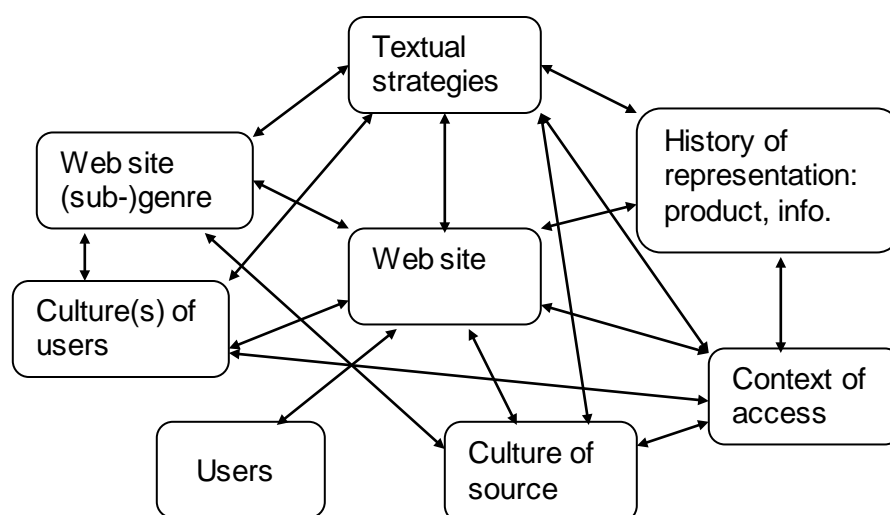 Textual
strategies
Web site
(sub-)genre
History of
representation:
product, info.
Web site
Culture(s) of
users
Context of
access
Users
Culture of
source